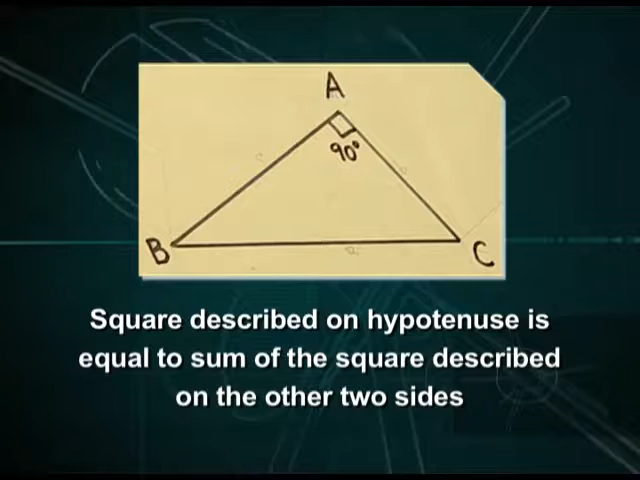 A
90°
B
C
Square described on hypotenuse is
equal to sum of the square described
on the other two sides